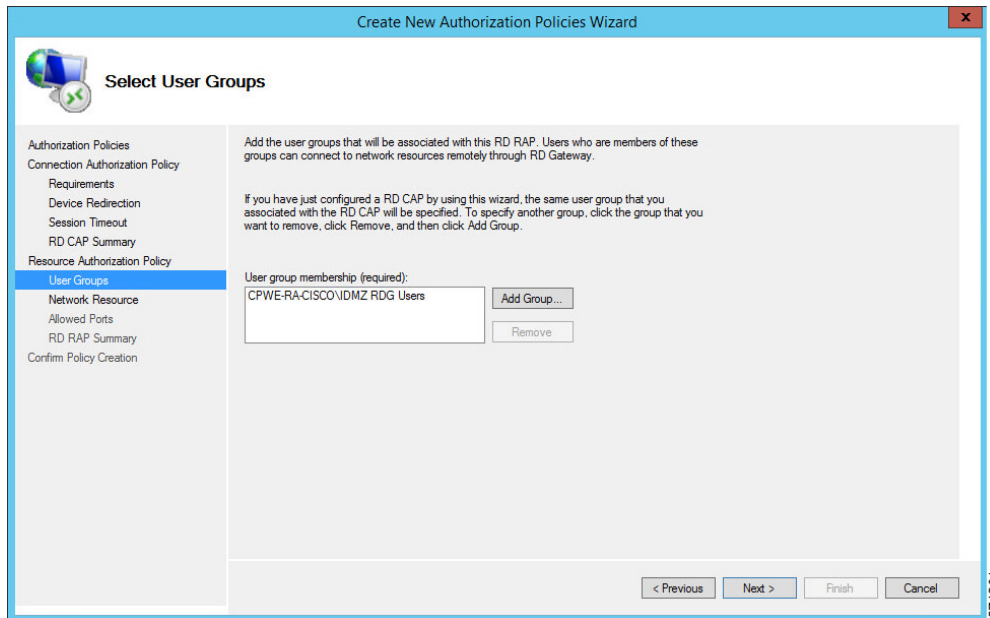 Create New Authorization Policies Wizard
x
Select User Groups
Authorization Policies
Connection Authorization Policy
Requirements
Device Redirection
Session Timeout
RD CAP Summary
Resource Authorization Policy
User Groups
Network Resource
Allowed Ports
RD RAP Summary
Confirm Policy Creation
Add the user groups that will be associated with this RD RAP. Users who are members of these
groups can connect to network resources remotely through RD Gateway.
If you have just configured a RD CAP by using this wizard, the same user group that you
associated with the RD CAP will be specified. To specify another group, click the group that you
want to remove, click Remove, and then click Add Group.
User group membership (required):
CPWE-RA-CISCO\IDMZ RDG Users
Add Group...
Remove
< Previous
Next >
Finish
Cancel